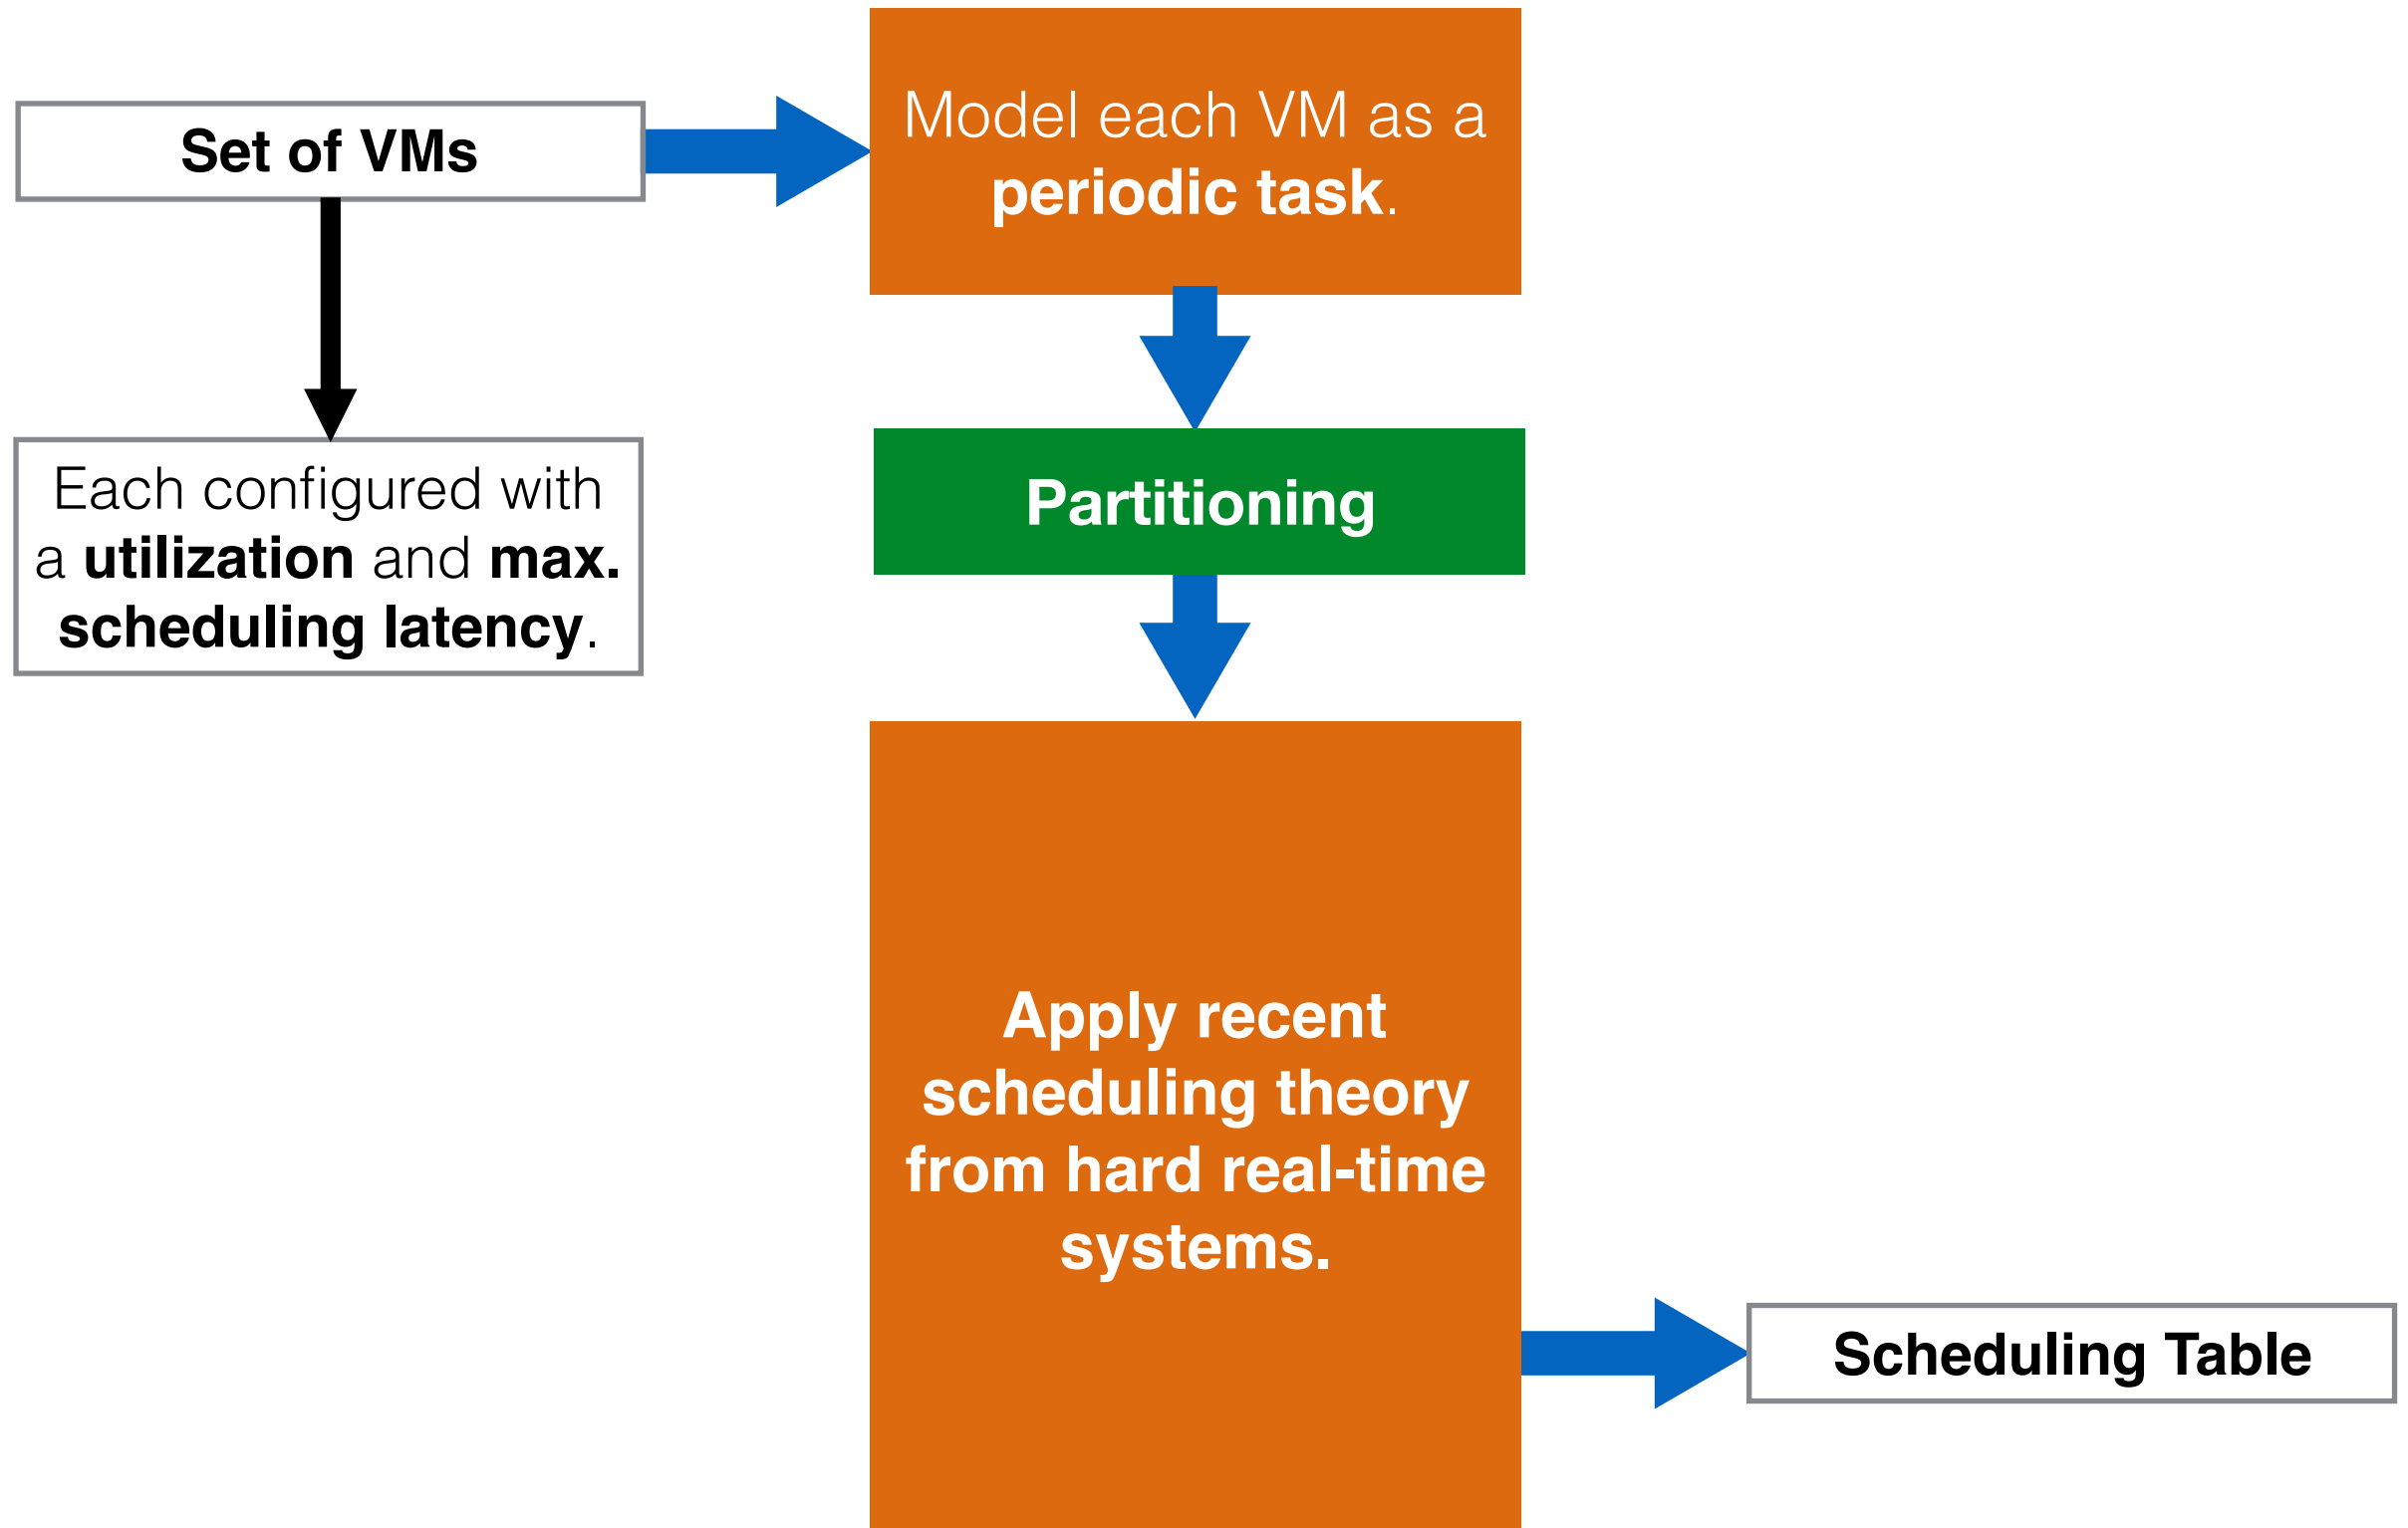 Set of VMs
Each configured with
a utilization and max.
scheduling latency.
Model each VM as a
periodic task.
Partitioning
Apply recent
scheduling theory
from hard real-time
systems.
Scheduling Table